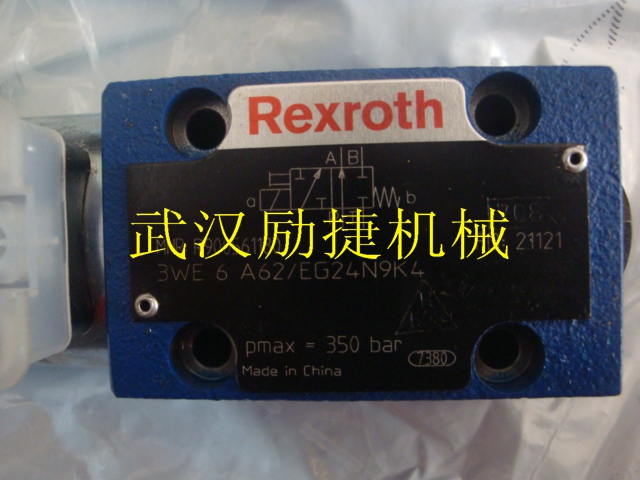 Rexroth
A B
a b
武汉励捷机械
21121
3WE 6 A62/EG24N9K4
pmax = 350 bar
7380
Made in China